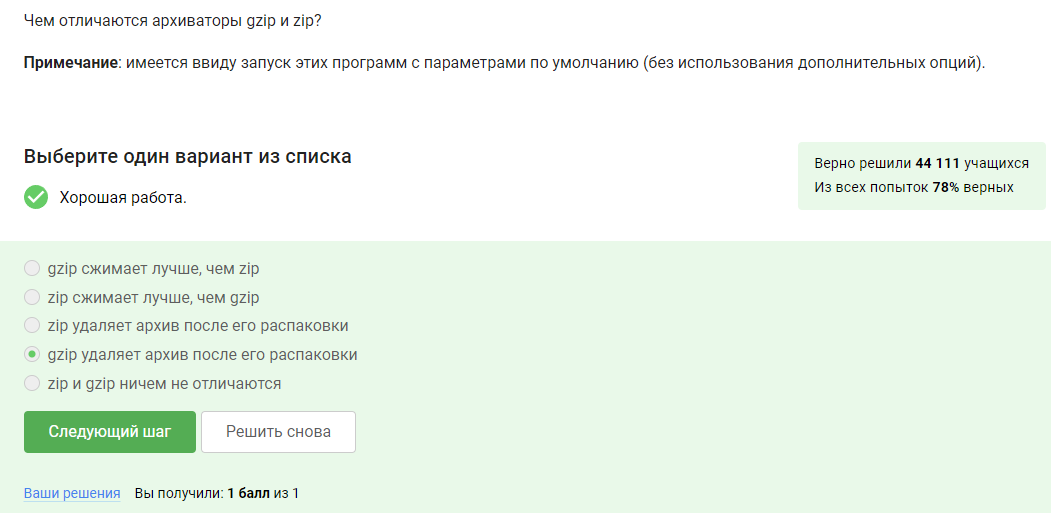 Чем отличаются архиваторы gzip и zip?
Примечание: имеется ввиду запуск этих программ с параметрами по умолчанию (без использования дополнительных опций).
Выберите один вариант из списка
Хорошая работа.
Верно решили 44 111 учащихся
Из всех попыток 78% верных
gzip сжимает лучше, чем zip
zip сжимает лучше, чем gzip
zip удаляет архив после его распаковки
gzip удаляет архив после его распаковки
zip и gzip ничем не отличаются
Следующий шаг
Решить снова
Ваши решения Вы получили: 1 балл из 1